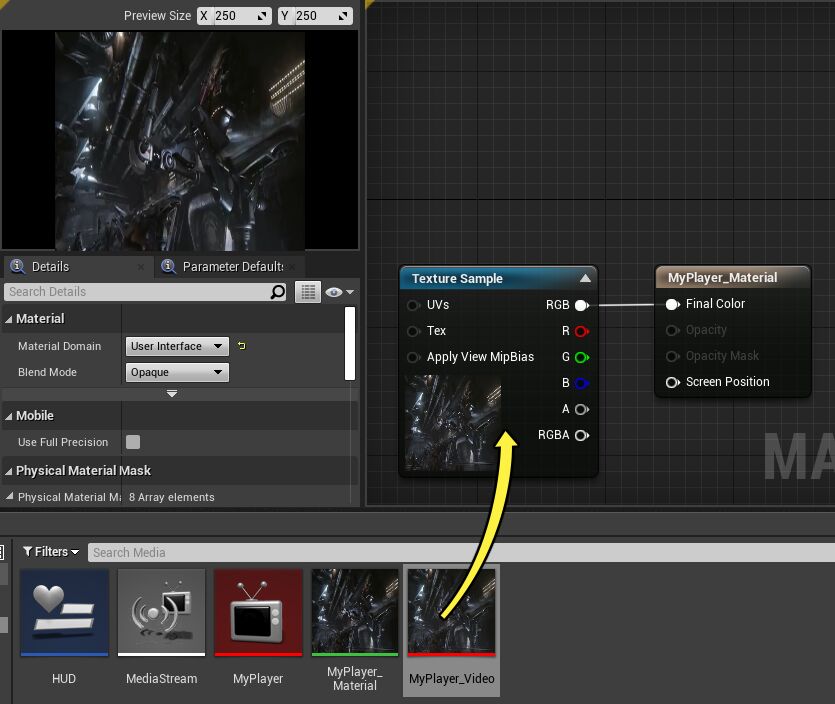 Preview Size X 250 Y 250
Details
Parameter Defaults
Search Details
Material
Material Domain User Interface
Blend Mode Opaque
Mobile
Use Full Precision
Physical Material Mask
Physical Material Ma 8 Array elements
Texture Sample
UVs RGB
Tex R
Apply View MipBias G
B
A
RGBA
MyPlayer_Material
Final Color
Opacity
Opacity Mask
Screen Position
MA
Filters Search Media
HUD
MediaStream
MyPlayer
MyPlayer_
Material
MyPlayer_Video